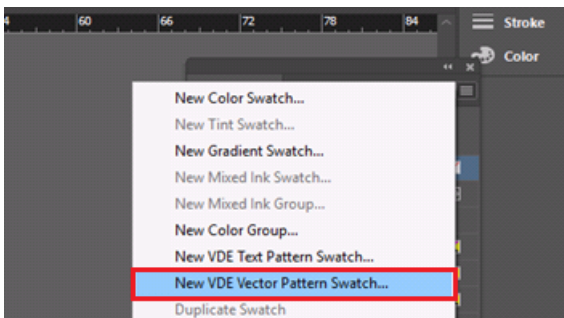 60 66 72 78 84
Stroke
Color
New Color Swatch...
New Tint Swatch...
New Gradient Swatch...
New Mixed Ink Swatch...
New Mixed Ink Group...
New Color Group...
New VDE Text Pattern Swatch...
New VDE Vector Pattern Swatch...
Duplicate Swatch